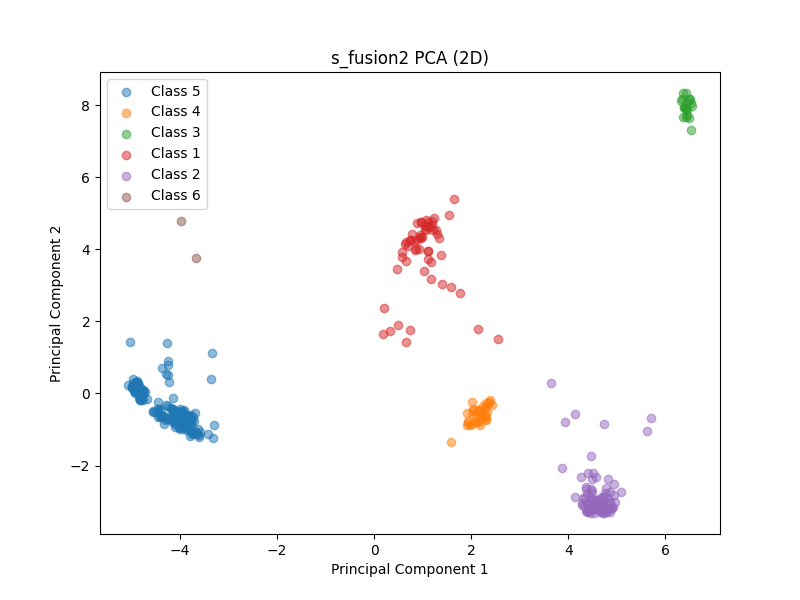 s_fusion2 PCA (2D)
Class 5
Class 4
Class 3
Class 1
Class 2
Class 6
Principal Component 2
8
6
4
2
0
−2
−4
−2
0
2
4
6
Principal Component 1